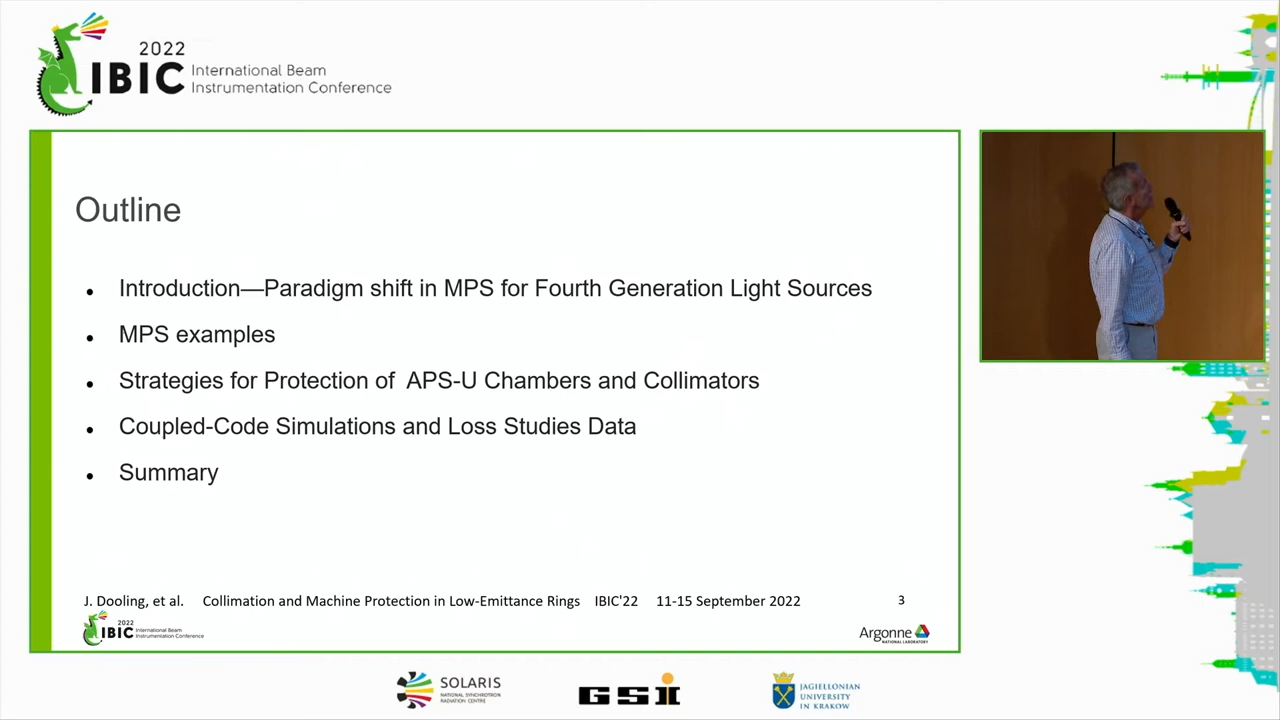 2022
IBIC International Beam
Instrumentation Conference
Outline
• Introduction—Paradigm shift in MPS for Fourth Generation Light Sources
• MPS examples
• Strategies for Protection of APS-U Chambers and Collimators
• Coupled-Code Simulations and Loss Studies Data
• Summary
J. Dooling, et al. Collimation and Machine Protection in Low-Emittance Rings IBIC'22 11-15 September 2022 3
2022
IBIC International Beam
Instrumentation Conference
Argonne
NATIONAL LABORATORY
SOLARIS
NATIONAL SYNCHROTRON
RADIATION CENTRE
GSI
JAGIELLONIAN
UNIVERSITY
IN KRAKOW